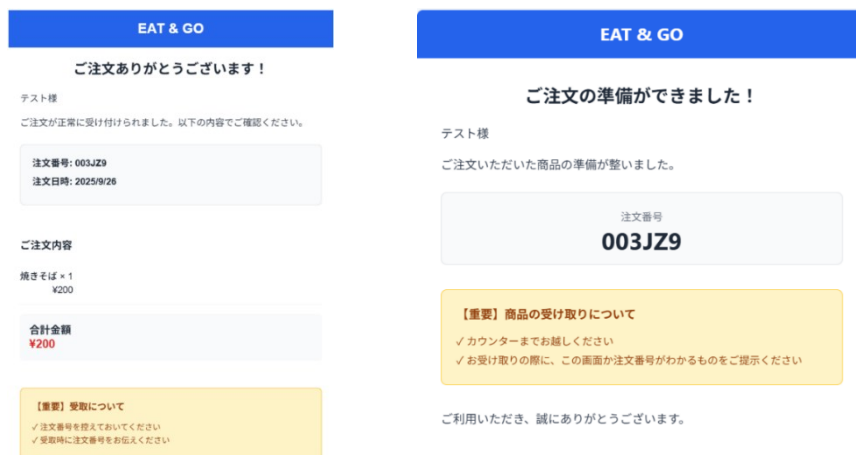 EAT & GO
ご注文ありがとうございます！
テスト様
ご注文が正常に受け付けられました。以下の内容でご確認ください。
注文番号: 003JZ9
注文日時: 2025/9/26
ご注文内容
焼きそば × 1
¥200
合計金額
¥200
【重要】受取について
✓ 注文番号を控えておいてください
✓ 受取時に注文番号をお伝えください
EAT & GO
ご注文の準備ができました！
テスト様
ご注文いただいた商品の準備が整いました。
注文番号
003JZ9
【重要】商品の受け取りについて
✓ カウンターまでお越しください
✓ お受け取りの際に、この画面か注文番号がわかるものをご提示ください
ご利用いただき、誠にありがとうございます。